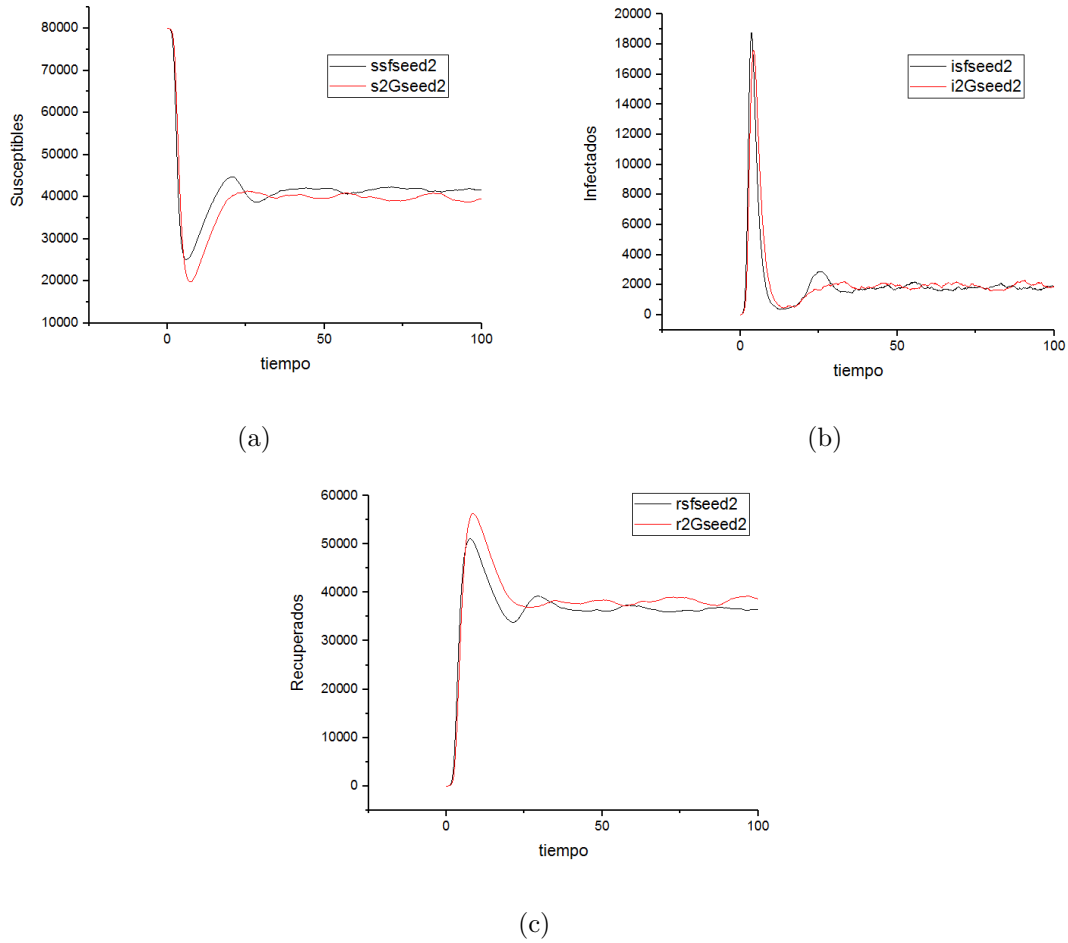 80000
70000
60000
50000
40000
30000
20000
10000
Susceptibles
ssfseed2
s2Gseed2
0
50
100
tiempo
(a)
20000
18000
16000
14000
12000
10000
8000
6000
4000
2000
0
Infectados
isfseed2
i2Gseed2
0
50
100
tiempo
(b)
60000
50000
40000
30000
20000
10000
0
Recuperados
rsfseed2
r2Gseed2
0
50
100
tiempo
(c)